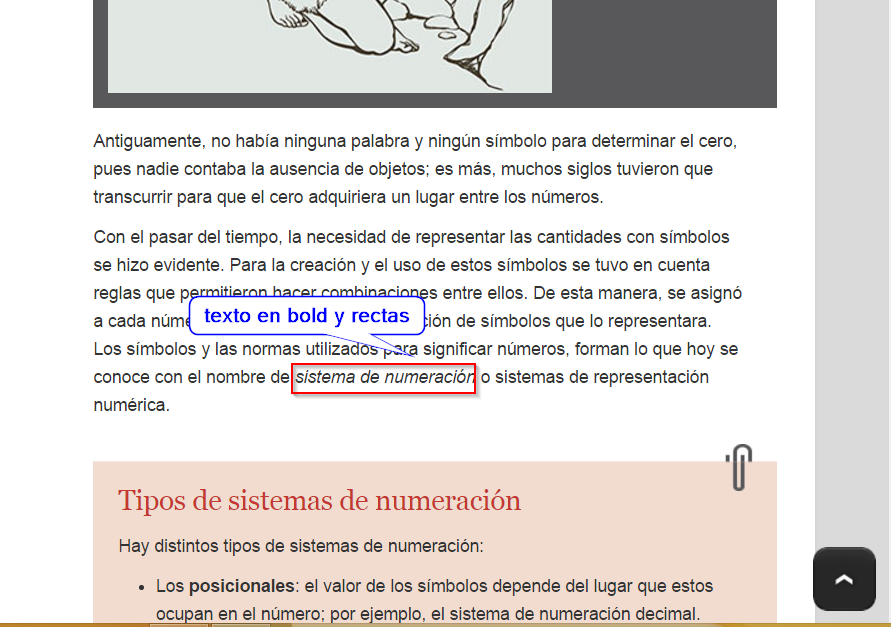 Antiguamente, no había ninguna palabra y ningún símbolo para determinar el cero,
pues nadie contaba la ausencia de objetos; es más, muchos siglos tuvieron que
transcurrir para que el cero adquiriera un lugar entre los números.
Con el pasar del tiempo, la necesidad de representar las cantidades con símbolos
se hizo evidente. Para la creación y el uso de estos símbolos se tuvo en cuenta
reglas que permitieron hacer combinaciones entre ellos. De esta manera, se asignó
texto en bold y rectas
a cada de símbolos que lo representara.
Los símbolos y las normas utilizados para significar números, forman lo que hoy se
conoce con el nombre de sistema de numeración o sistemas de representación
numérica.
Tipos de sistemas de numeración
Hay distintos tipos de sistemas de numeración:
• Los posicionales: el valor de los símbolos depende del lugar que estos
ocupan en el número; por ejemplo, el sistema de numeración decimal.